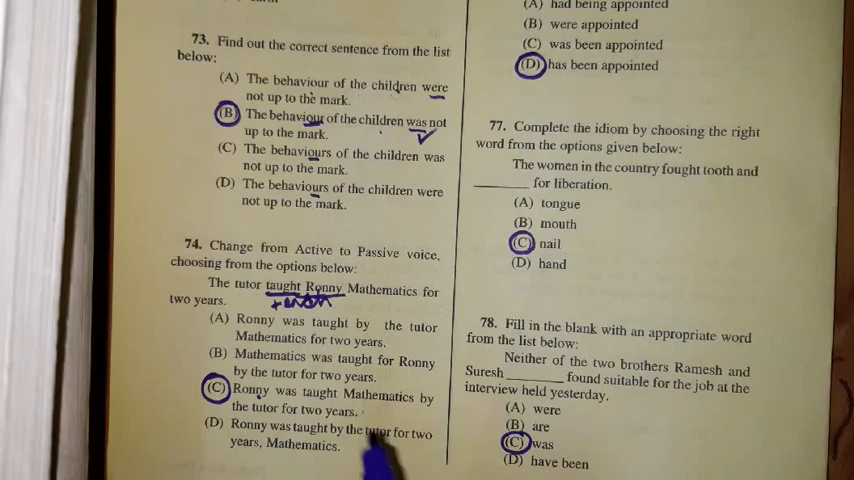 73. Find out the correct sentence from the list
below:
(A) The behaviour of the children were
not up to the mark.
(B) The behaviour of the children was not
up to the mark.
(C) The behaviours of the children was
not up to the mark.
(D) The behaviours of the children were
not up to the mark.
74. Change from Active to Passive voice,
choosing from the options below:
The tutor taught Ronny Mathematics for
two years.
(A) Ronny was taught by the tutor
Mathematics for two years.
(B) Mathematics was taught for Ronny
by the tutor for two years.
(C) Ronny was taught Mathematics by
the tutor for two years.
(D) Ronny was taught by the tutor for two
years, Mathematics.
(A) had being appointed
(B) were appointed
(C) was been appointed
(D) has been appointed
77. Complete the idiom by choosing the right
word from the options given below:
The women in the country fought tooth and
_______ for liberation.
(A) tongue
(B) mouth
(C) nail
(D) hand
78. Fill in the blank with an appropriate word
from the list below:
Neither of the two brothers Ramesh and
Suresh _______ found suitable for the job at the
interview held yesterday.
(A) were
(B) are
(C) was
(D) have been